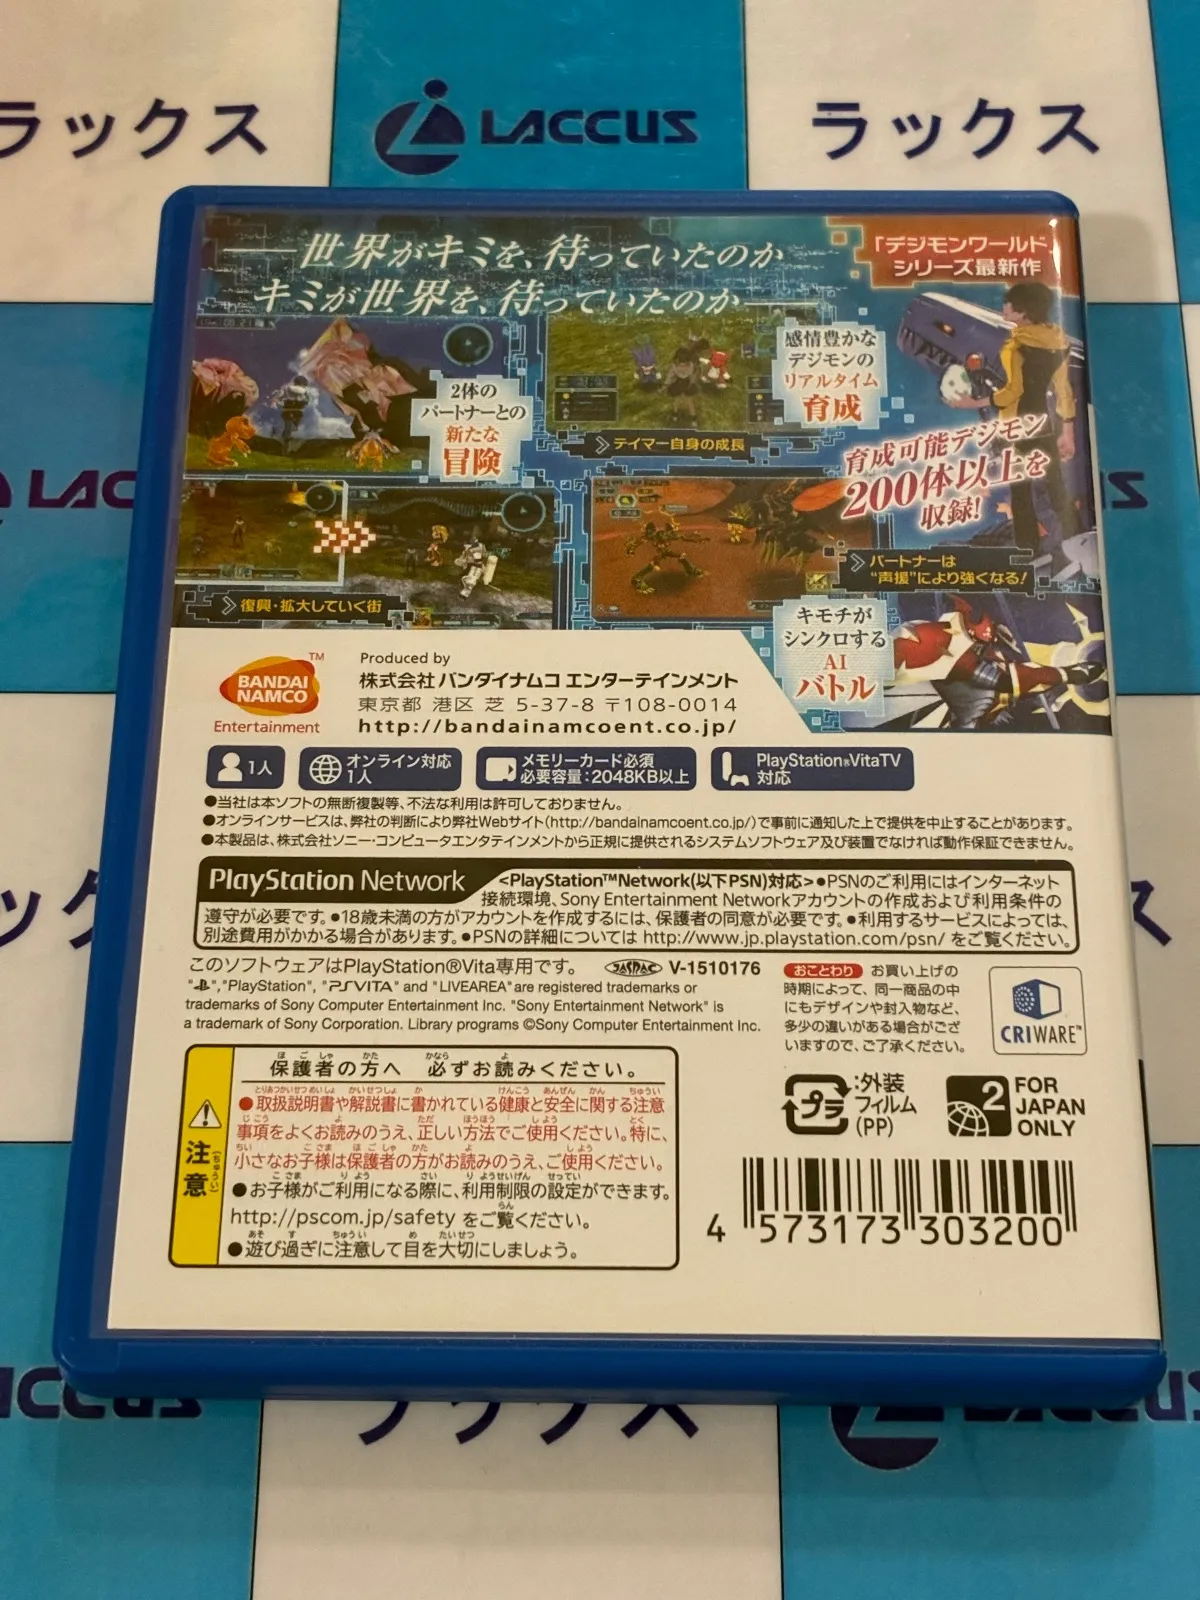 ラックス
LACCUS
ラックス
世界がキミを、待っていたのか
キミが世界を、待っていたのか
「デジモンワールド」
シリーズ最新作
2体の
パートナーとの
新たな
冒険
感情豊かな
デジモンの
リアルタイム
育成
テイマー自身の成長
育成可能デジモン
200体以上を
収録!
復興・拡大していく街
パートナーは
"声援"により強くなる!
キモチが
シンクロする
AI
バトル
BANDAI
NAMCO
TM
Entertainment
Produced by
株式会社 バンダイナムコ エンターテインメント
東京都 港区 芝 5-37-8 〒108-0014
http://bandainamcoent.co.jp/
1人
オンライン対応
1人
メモリーカード必須
必要容量:2048KB以上
PlayStation®VitaTV
対応
●当社は本ソフトの無断複製等、不法な利用は許可しておりません。
●オンラインサービスは、弊社の判断により弊社Webサイト(http://bandainamcoent.co.jp/)で事前に通知した上で提供を中止することがあります。
●本製品は、株式会社ソニー・コンピュータエンタテインメントから正規に提供されるシステムソフトウェア及び装置でなければ動作保証できません。
PlayStation Network
<PlayStation™Network(以下PSN)対応>●PSNのご利用にはインターネット
接続環境、Sony Entertainment Networkアカウントの作成および利用条件の
遵守が必要です。●18歳未満の方がアカウントを作成するには、保護者の同意が必要です。●利用するサービスによっては、
別途費用がかかる場合があります。●PSNの詳細については http://www.jp.playstation.com/psn/ をご覧ください。
このソフトウェアはPlayStation®Vita専用です。
JASRAC V-1510176
"PS","PlayStation", "PSVITA" and "LIVEAREA" are registered trademarks or
trademarks of Sony Computer Entertainment Inc. "Sony Entertainment Network" is
a trademark of Sony Corporation. Library programs ©Sony Computer Entertainment Inc.
おことわり お買い上げの
時期によって、同一商品の中
にもデザインや封入物など、
多少の違いがある場合がござ
いますので、ご了承ください。
CRIWARE™
注意
ちゅうい
保護者の方へ 必ずお読みください。
●取扱説明書や解説書に書かれている健康と安全に関する注意
事項をよくお読みのうえ、正しい方法でご使用ください。特に、
小さなお子様は保護者の方がお読みのうえ、ご使用ください。
●お子様がご利用になる際に、利用制限の設定ができます。
http://pscom.jp/safety をご覧ください。
●遊び過ぎに注意して目を大切にしましょう。
プラ
:外装
フィルム
(PP)
2
FOR
JAPAN
ONLY
4 573173 303200